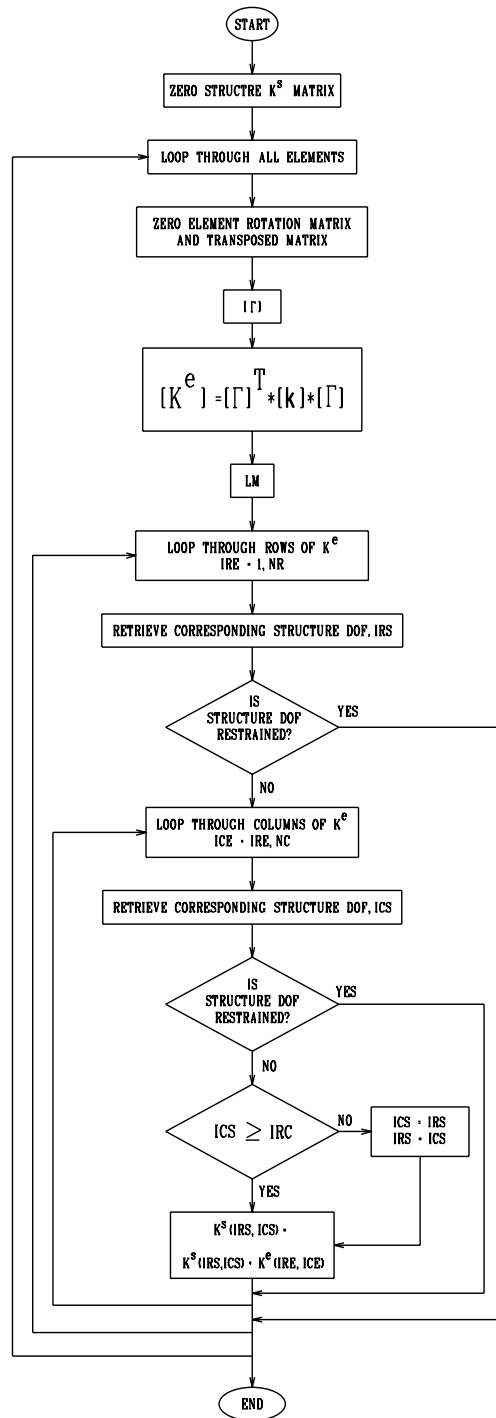 START
ZERO STRUCTRE K^s MATRIX
LOOP THROUGH ALL ELEMENTS
ZERO ELEMENT ROTATION MATRIX
AND TRANSPOSED MATRIX
[Γ]
[K^e] =[Γ]^T *[k]*[Γ]
LM
LOOP THROUGH ROWS OF K^e
IRE = 1, NR
RETRIEVE CORRESPONDING STRUCTURE DOF, IRS
IS
STRUCTURE DOF
RESTRAINED?
YES
NO
LOOP THROUGH COLUMNS OF K^e
ICE = IRE, NC
RETRIEVE CORRESPONDING STRUCTURE DOF, ICS
IS
STRUCTURE DOF
RESTRAINED?
YES
NO
ICS ≥ IRC
NO
ICS = IRS
IRS = ICS
YES
K^s(IRS, ICS) =
K^s(IRS,ICS) + K^e(IRE, ICE)
END